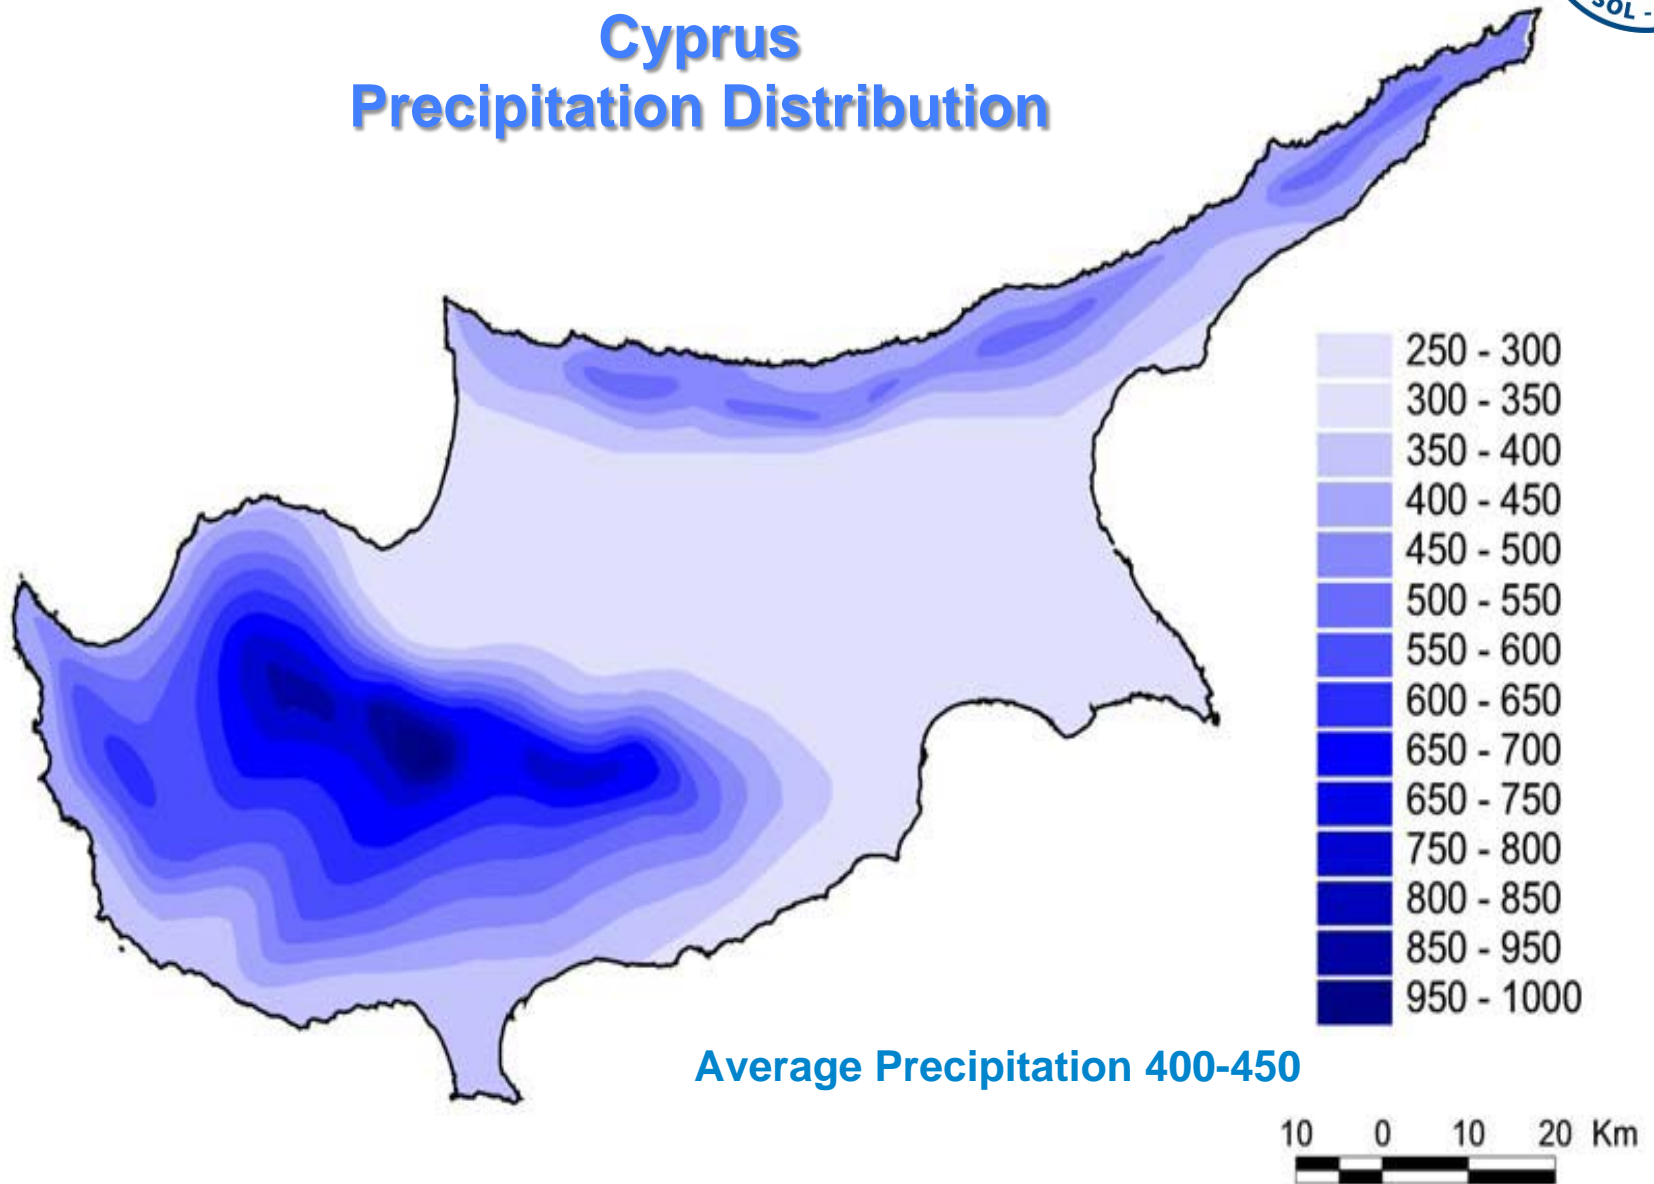 Cyprus
Precipitation Distribution
SOL -
250 - 300
300 - 350
350 - 400
400 - 450
450 - 500
500 - 550
550 - 600
600 - 650
650 - 700
650 - 750
750 - 800
800 - 850
850 - 950
950 - 1000
Average Precipitation 400-450
10 0 10 20 Km